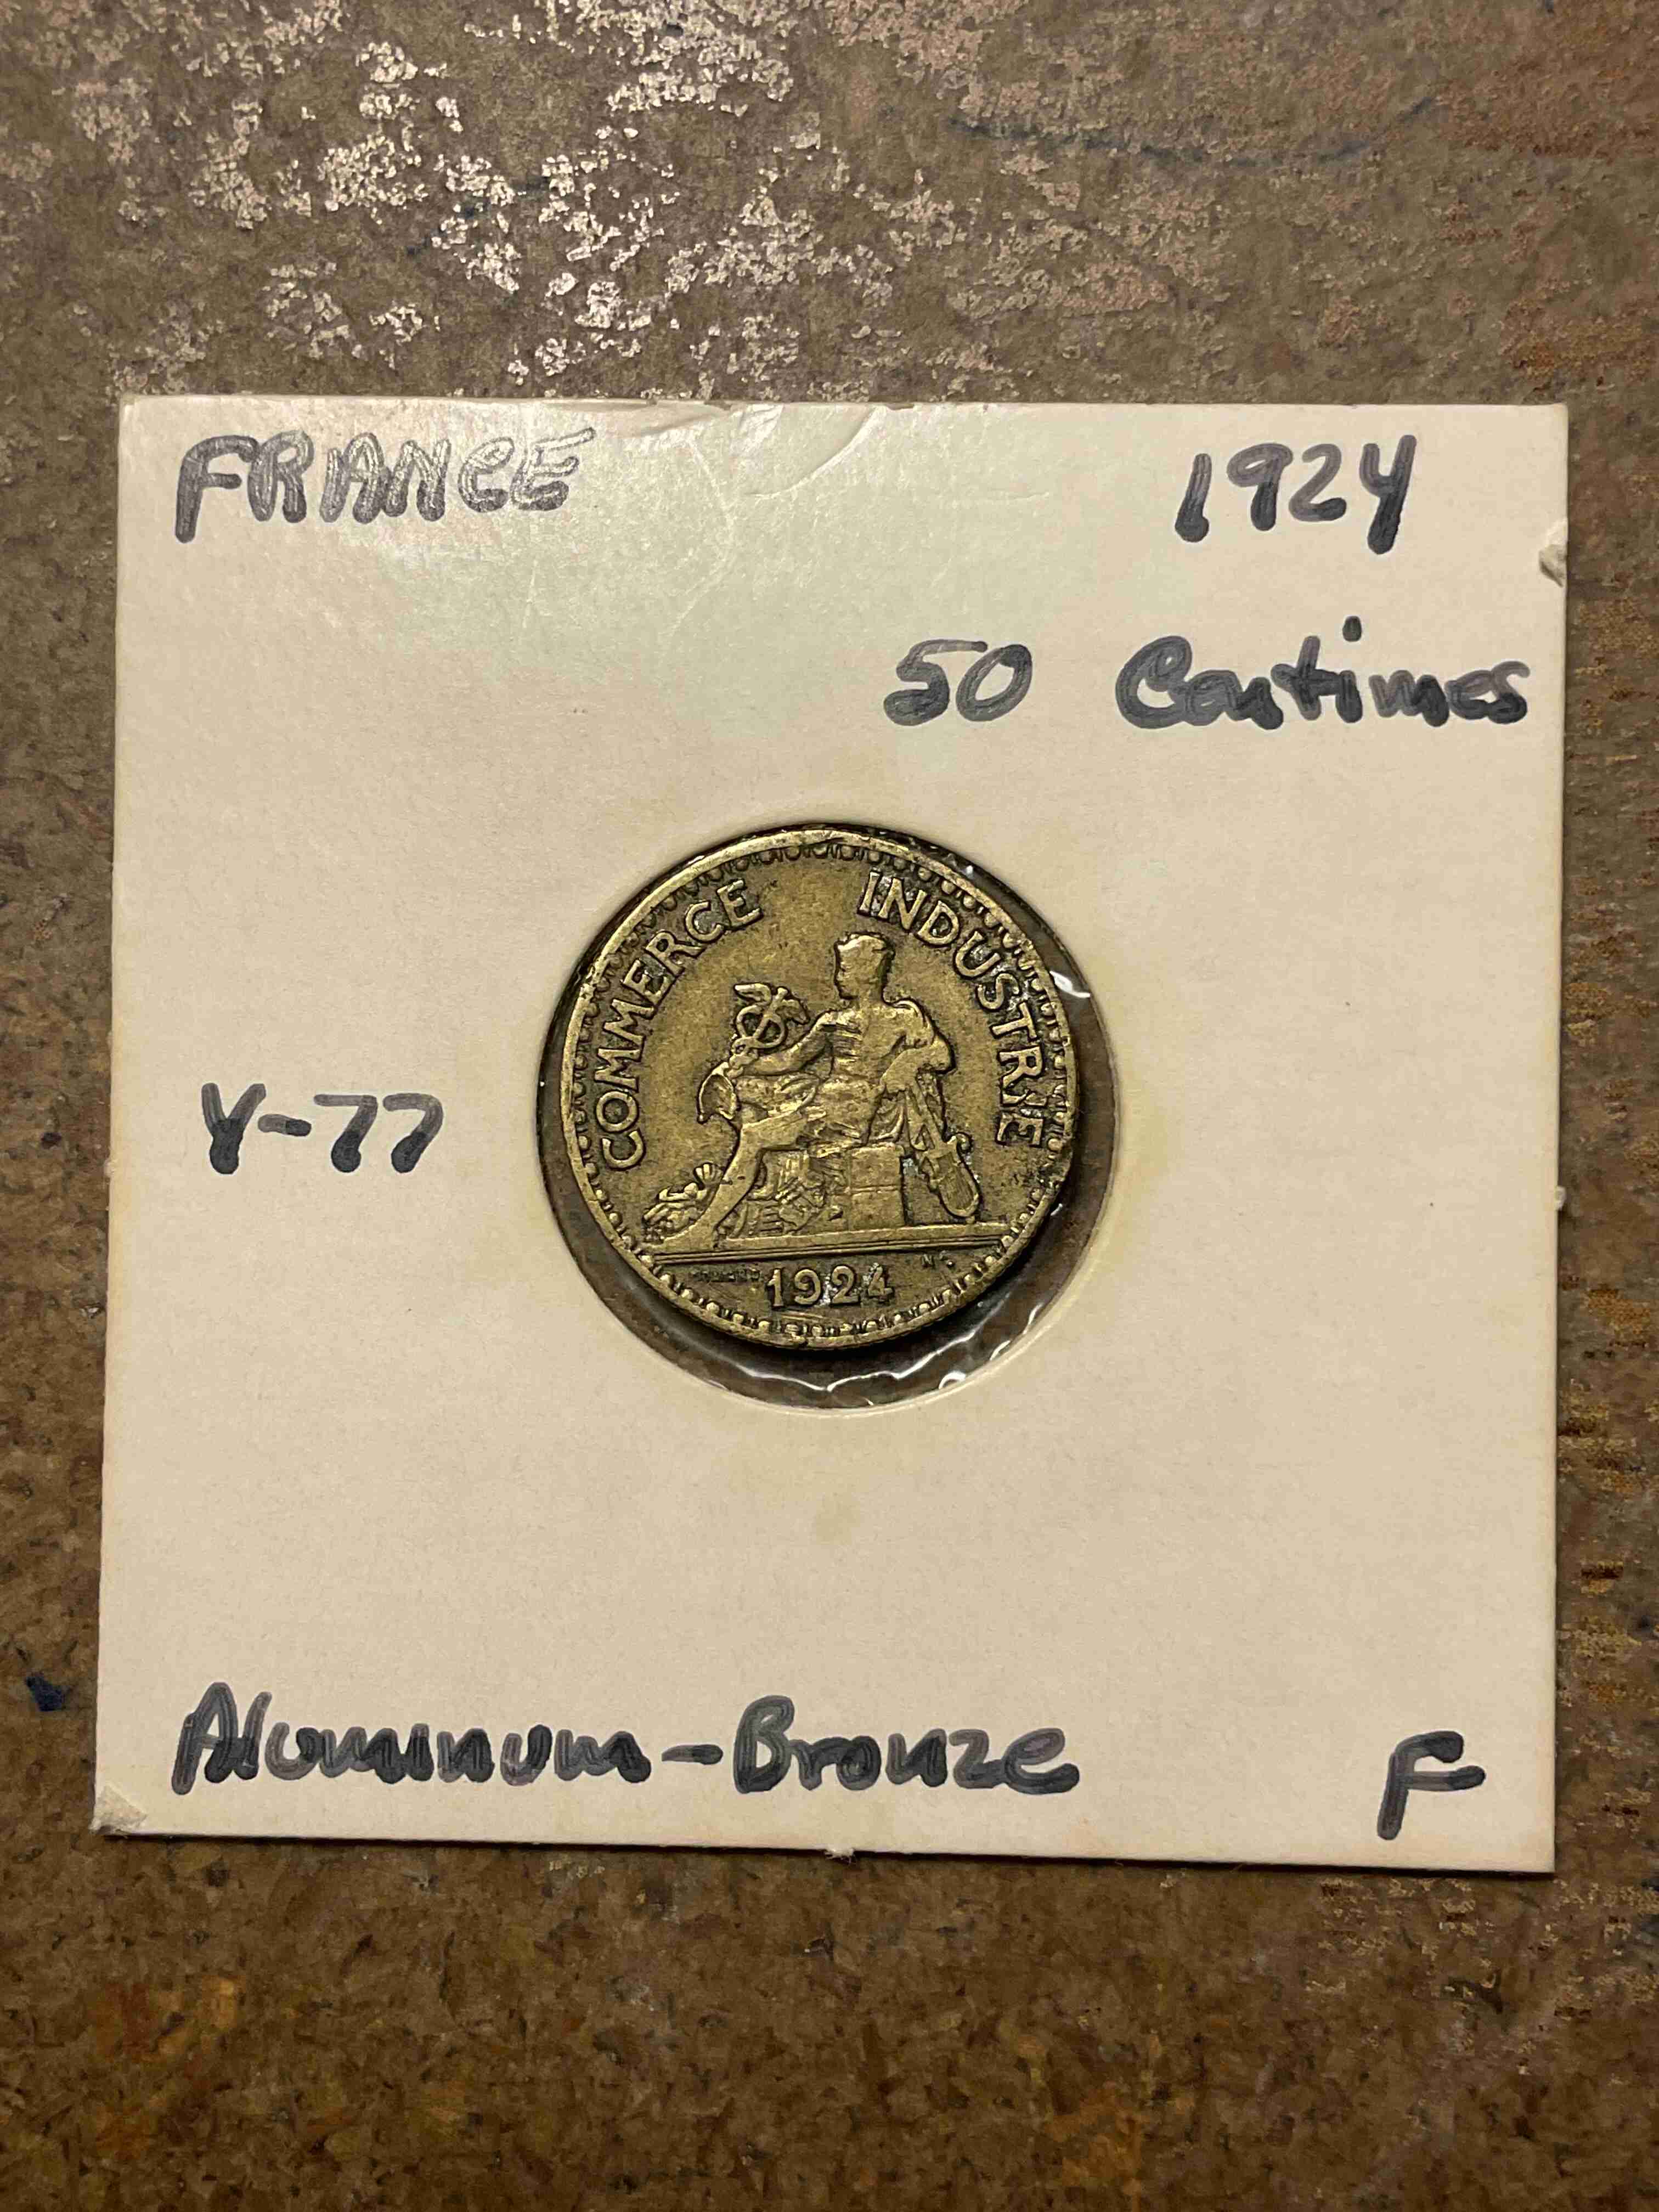 FRANCE 1924
50 Centimes
COMMERCE INDUSTRIE
Y-77
1924
Aluminum-Bronze F